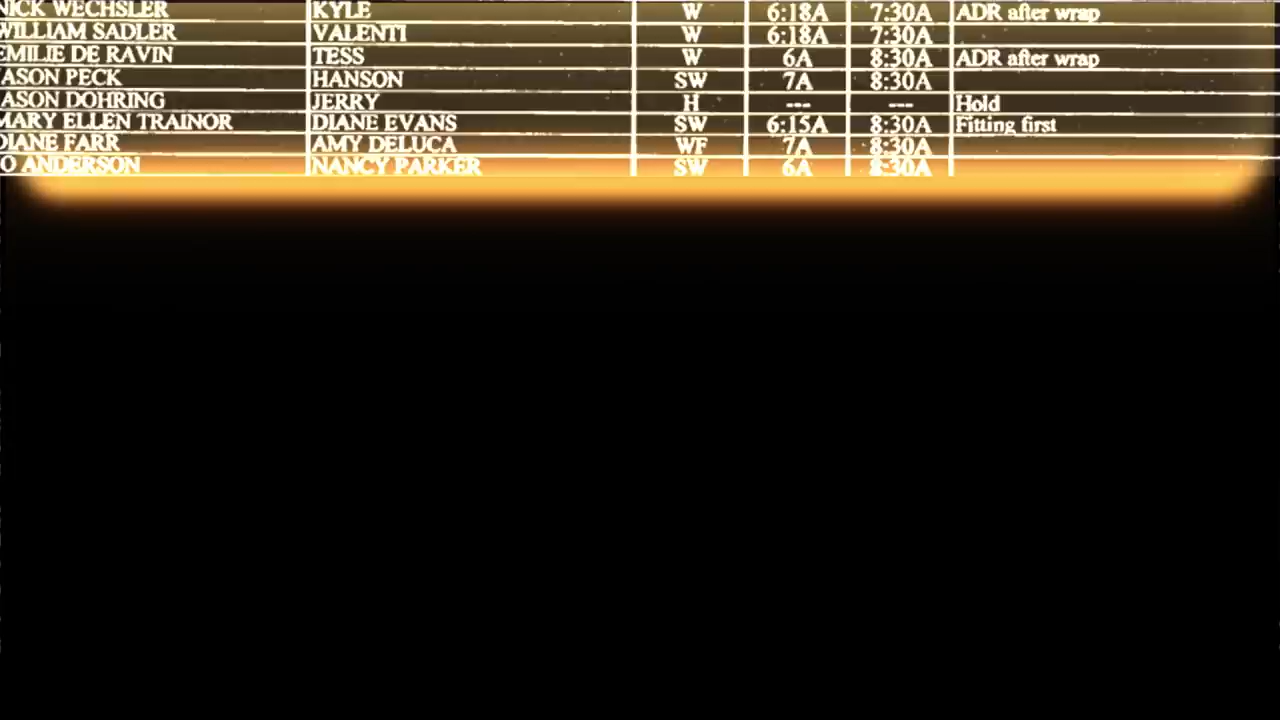 NICK WECHSLER KYLE W 6:18A 7:30A ADR after wrap
WILLIAM SADLER VALENTI W 6:18A 7:30A
EMILIE DE RAVIN TESS W 6A 8:30A ADR after wrap
ASON PECK HANSON SW 7A 8:30A
ASON DOHRING JERRY H --- --- Hold
MARY ELLEN TRAINOR DIANE EVANS SW 6:15A 8:30A Fitting first
DIANE FARR AMY DELUCA WF 7A 8:30A
O ANDERSON NANCY PARKER SW 6A 8:30A